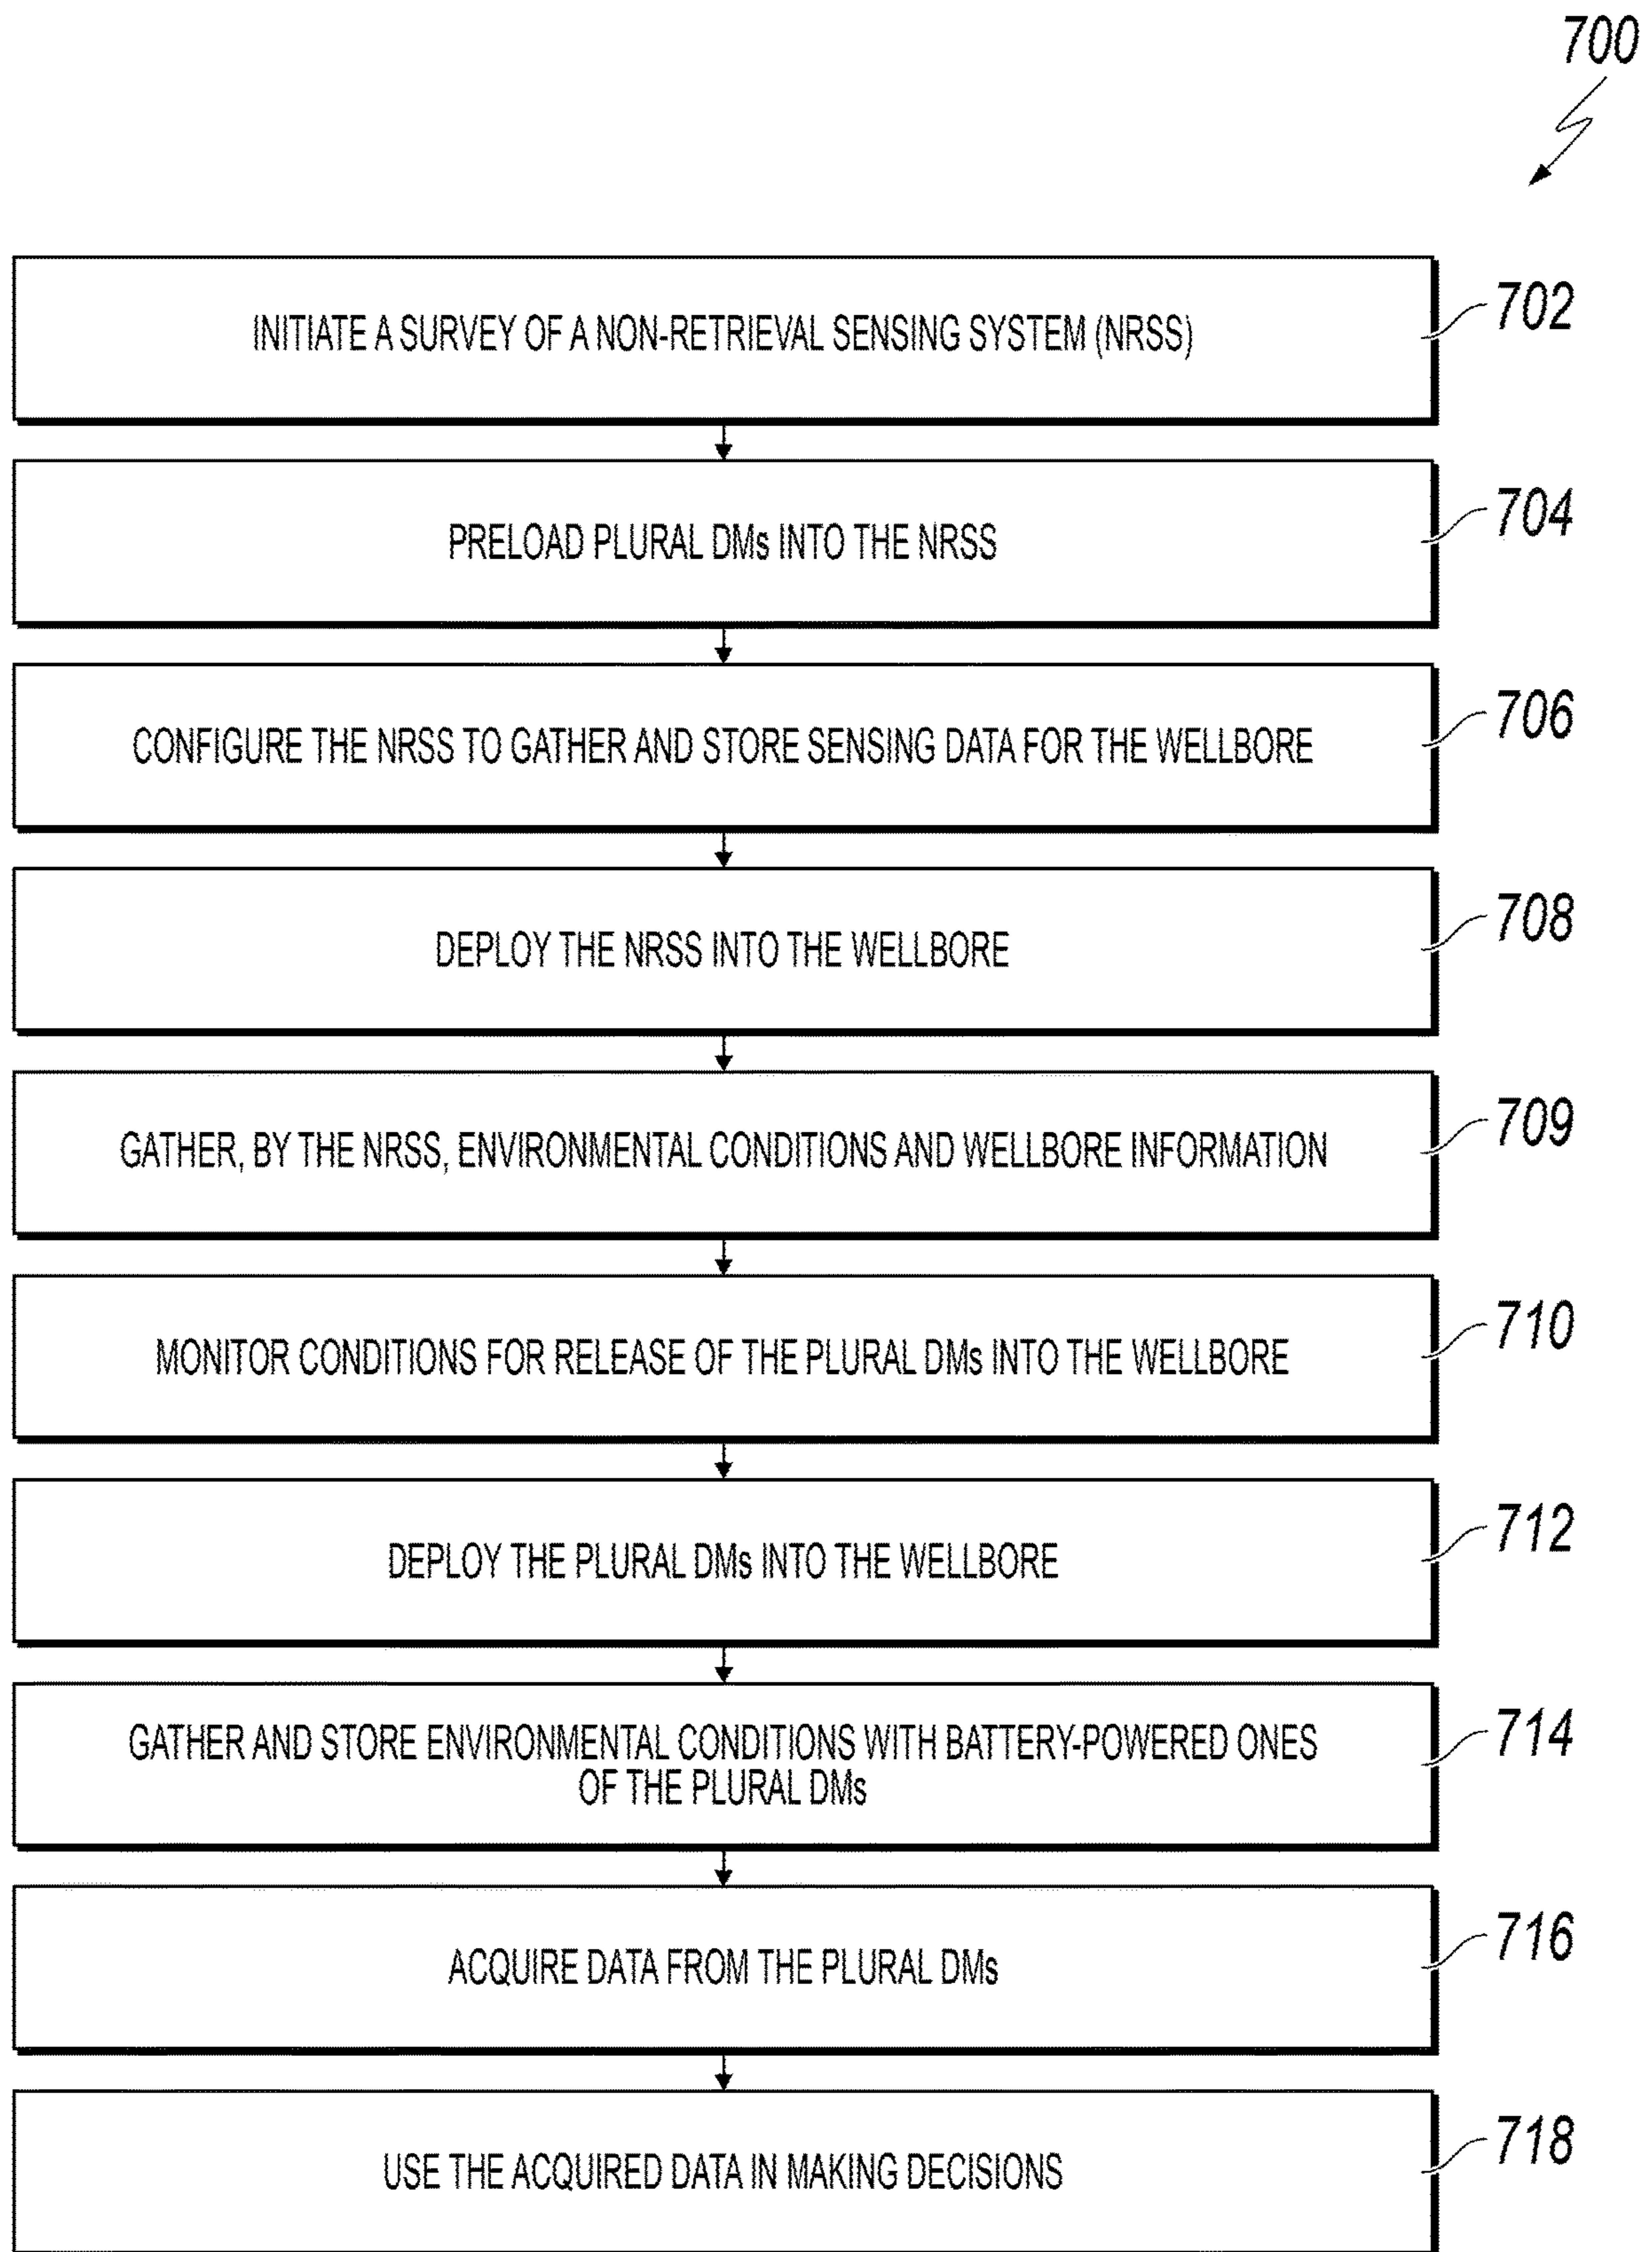 700
INITIATE A SURVEY OF A NON-RETRIEVAL SENSING SYSTEM (NRSS)
702
PRELOAD PLURAL DMs INTO THE NRSS
704
CONFIGURE THE NRSS TO GATHER AND STORE SENSING DATA FOR THE WELLBORE
706
DEPLOY THE NRSS INTO THE WELLBORE
708
GATHER, BY THE NRSS, ENVIRONMENTAL CONDITIONS AND WELLBORE INFORMATION
709
MONITOR CONDITIONS FOR RELEASE OF THE PLURAL DMs INTO THE WELLBORE
710
DEPLOY THE PLURAL DMs INTO THE WELLBORE
712
GATHER AND STORE ENVIRONMENTAL CONDITIONS WITH BATTERY-POWERED ONES
OF THE PLURAL DMs
714
ACQUIRE DATA FROM THE PLURAL DMs
716
USE THE ACQUIRED DATA IN MAKING DECISIONS
718